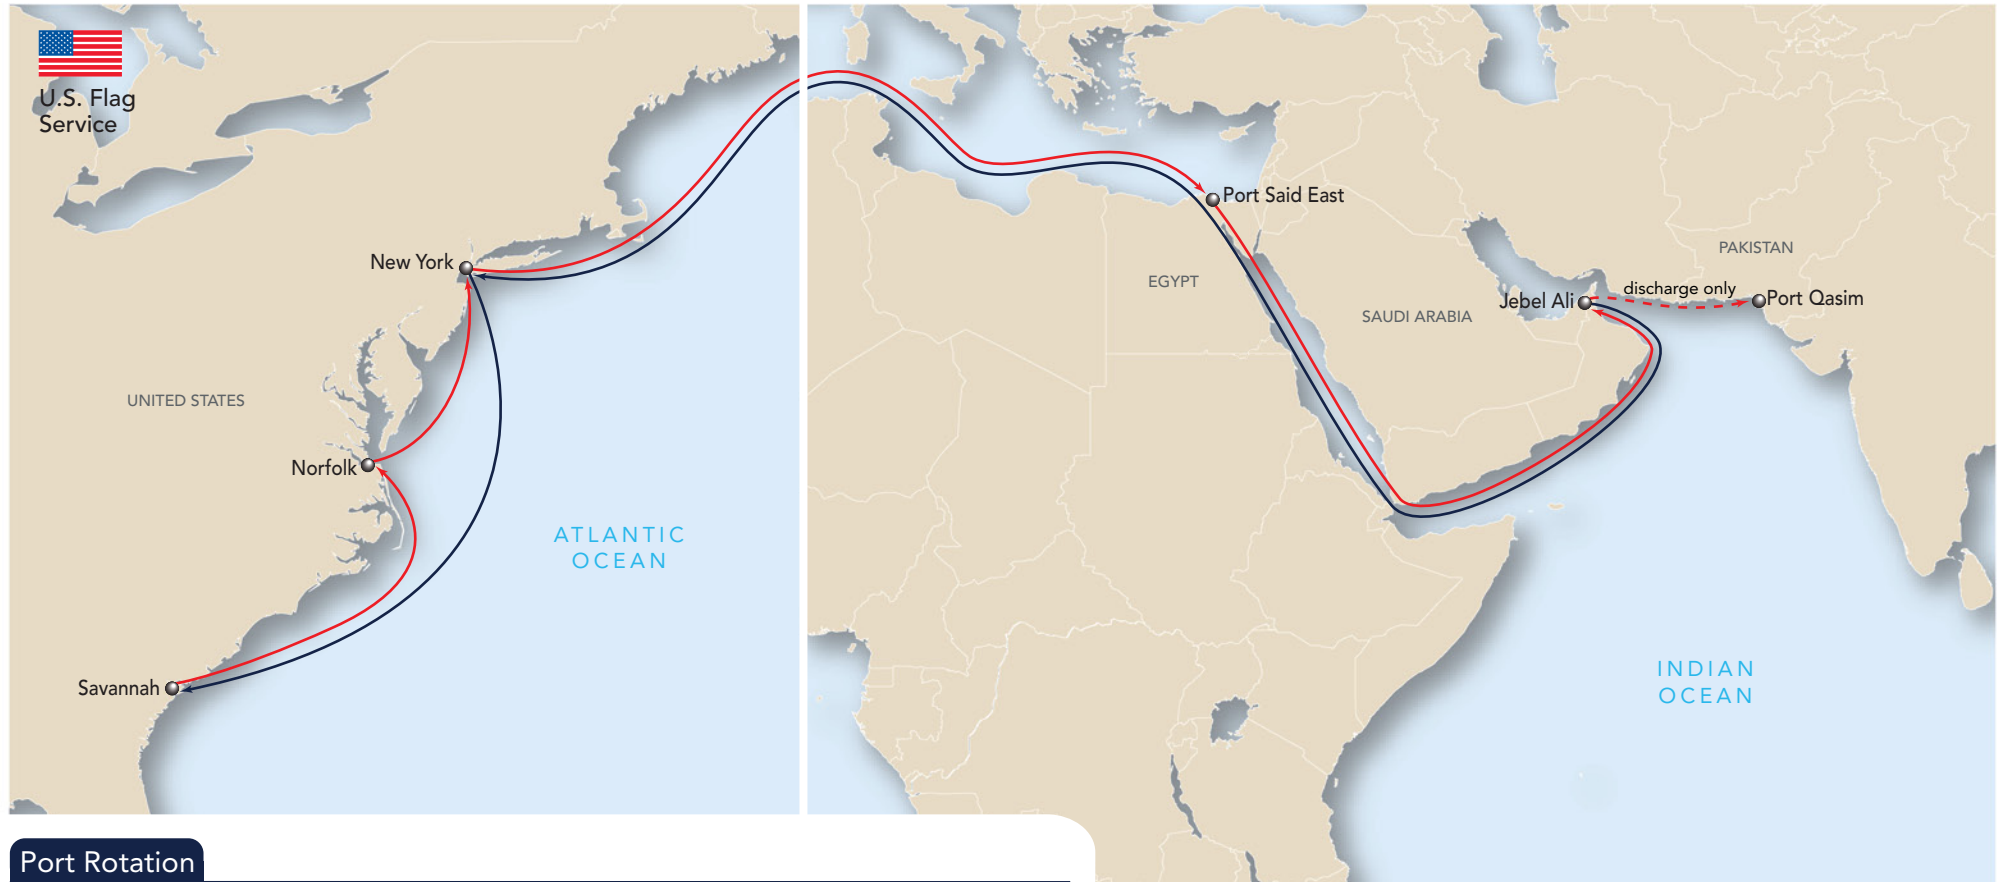 U.S. Flag
Service
New York
UNITED STATES
Norfolk
ATLANTIC
OCEAN
Savannah
Port Said East
EGYPT
SAUDI ARABIA
PAKISTAN
Jebel Ali
discharge only
Port Qasim
INDIAN
OCEAN
Port Rotation